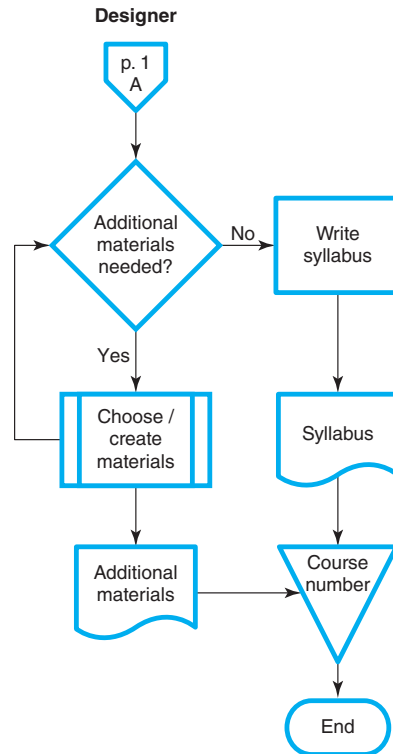 Designer
p. 1
A
Additional
materials
needed?
No
Write
syllabus
Yes
Choose /
create
materials
Syllabus
Additional
materials
Course
number
End